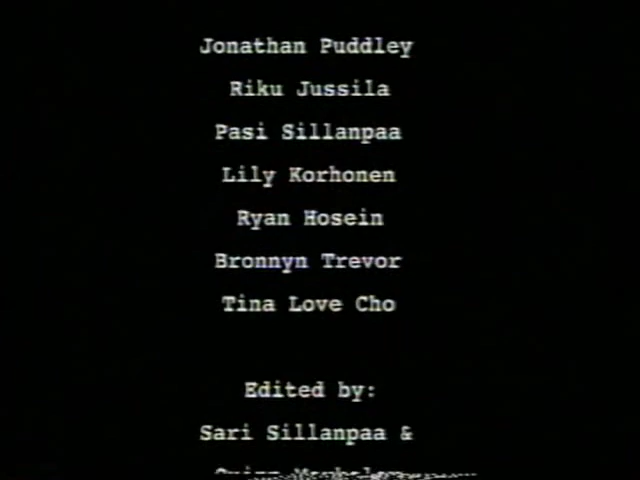 Jonathan Puddley
Riku Jussila
Pasi Sillanpaa
Lily Korhonen
Ryan Hosein
Bronnyn Trevor
Tina Love Cho
Edited by:
Sari Sillanpaa &